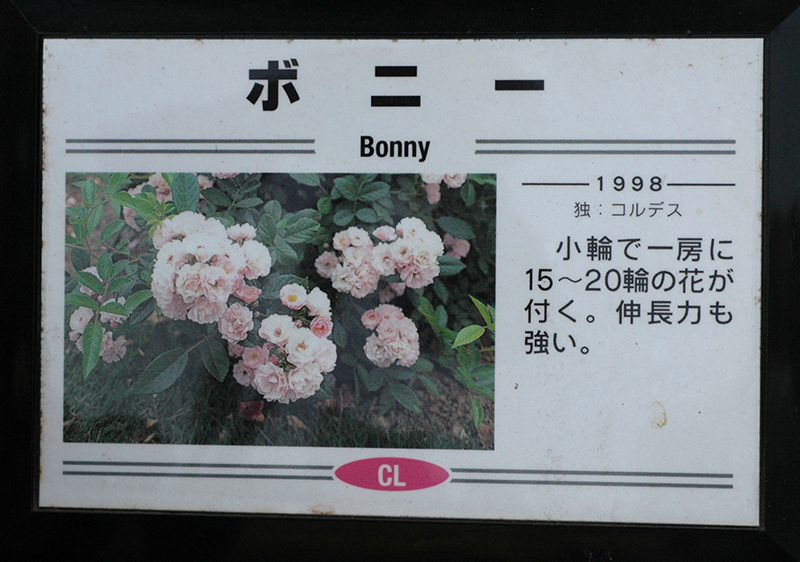 ボニー
Bonny
1998
独：コルデス
小輪で一房に
15～20輪の花が
付く。伸長力も
強い。
CL